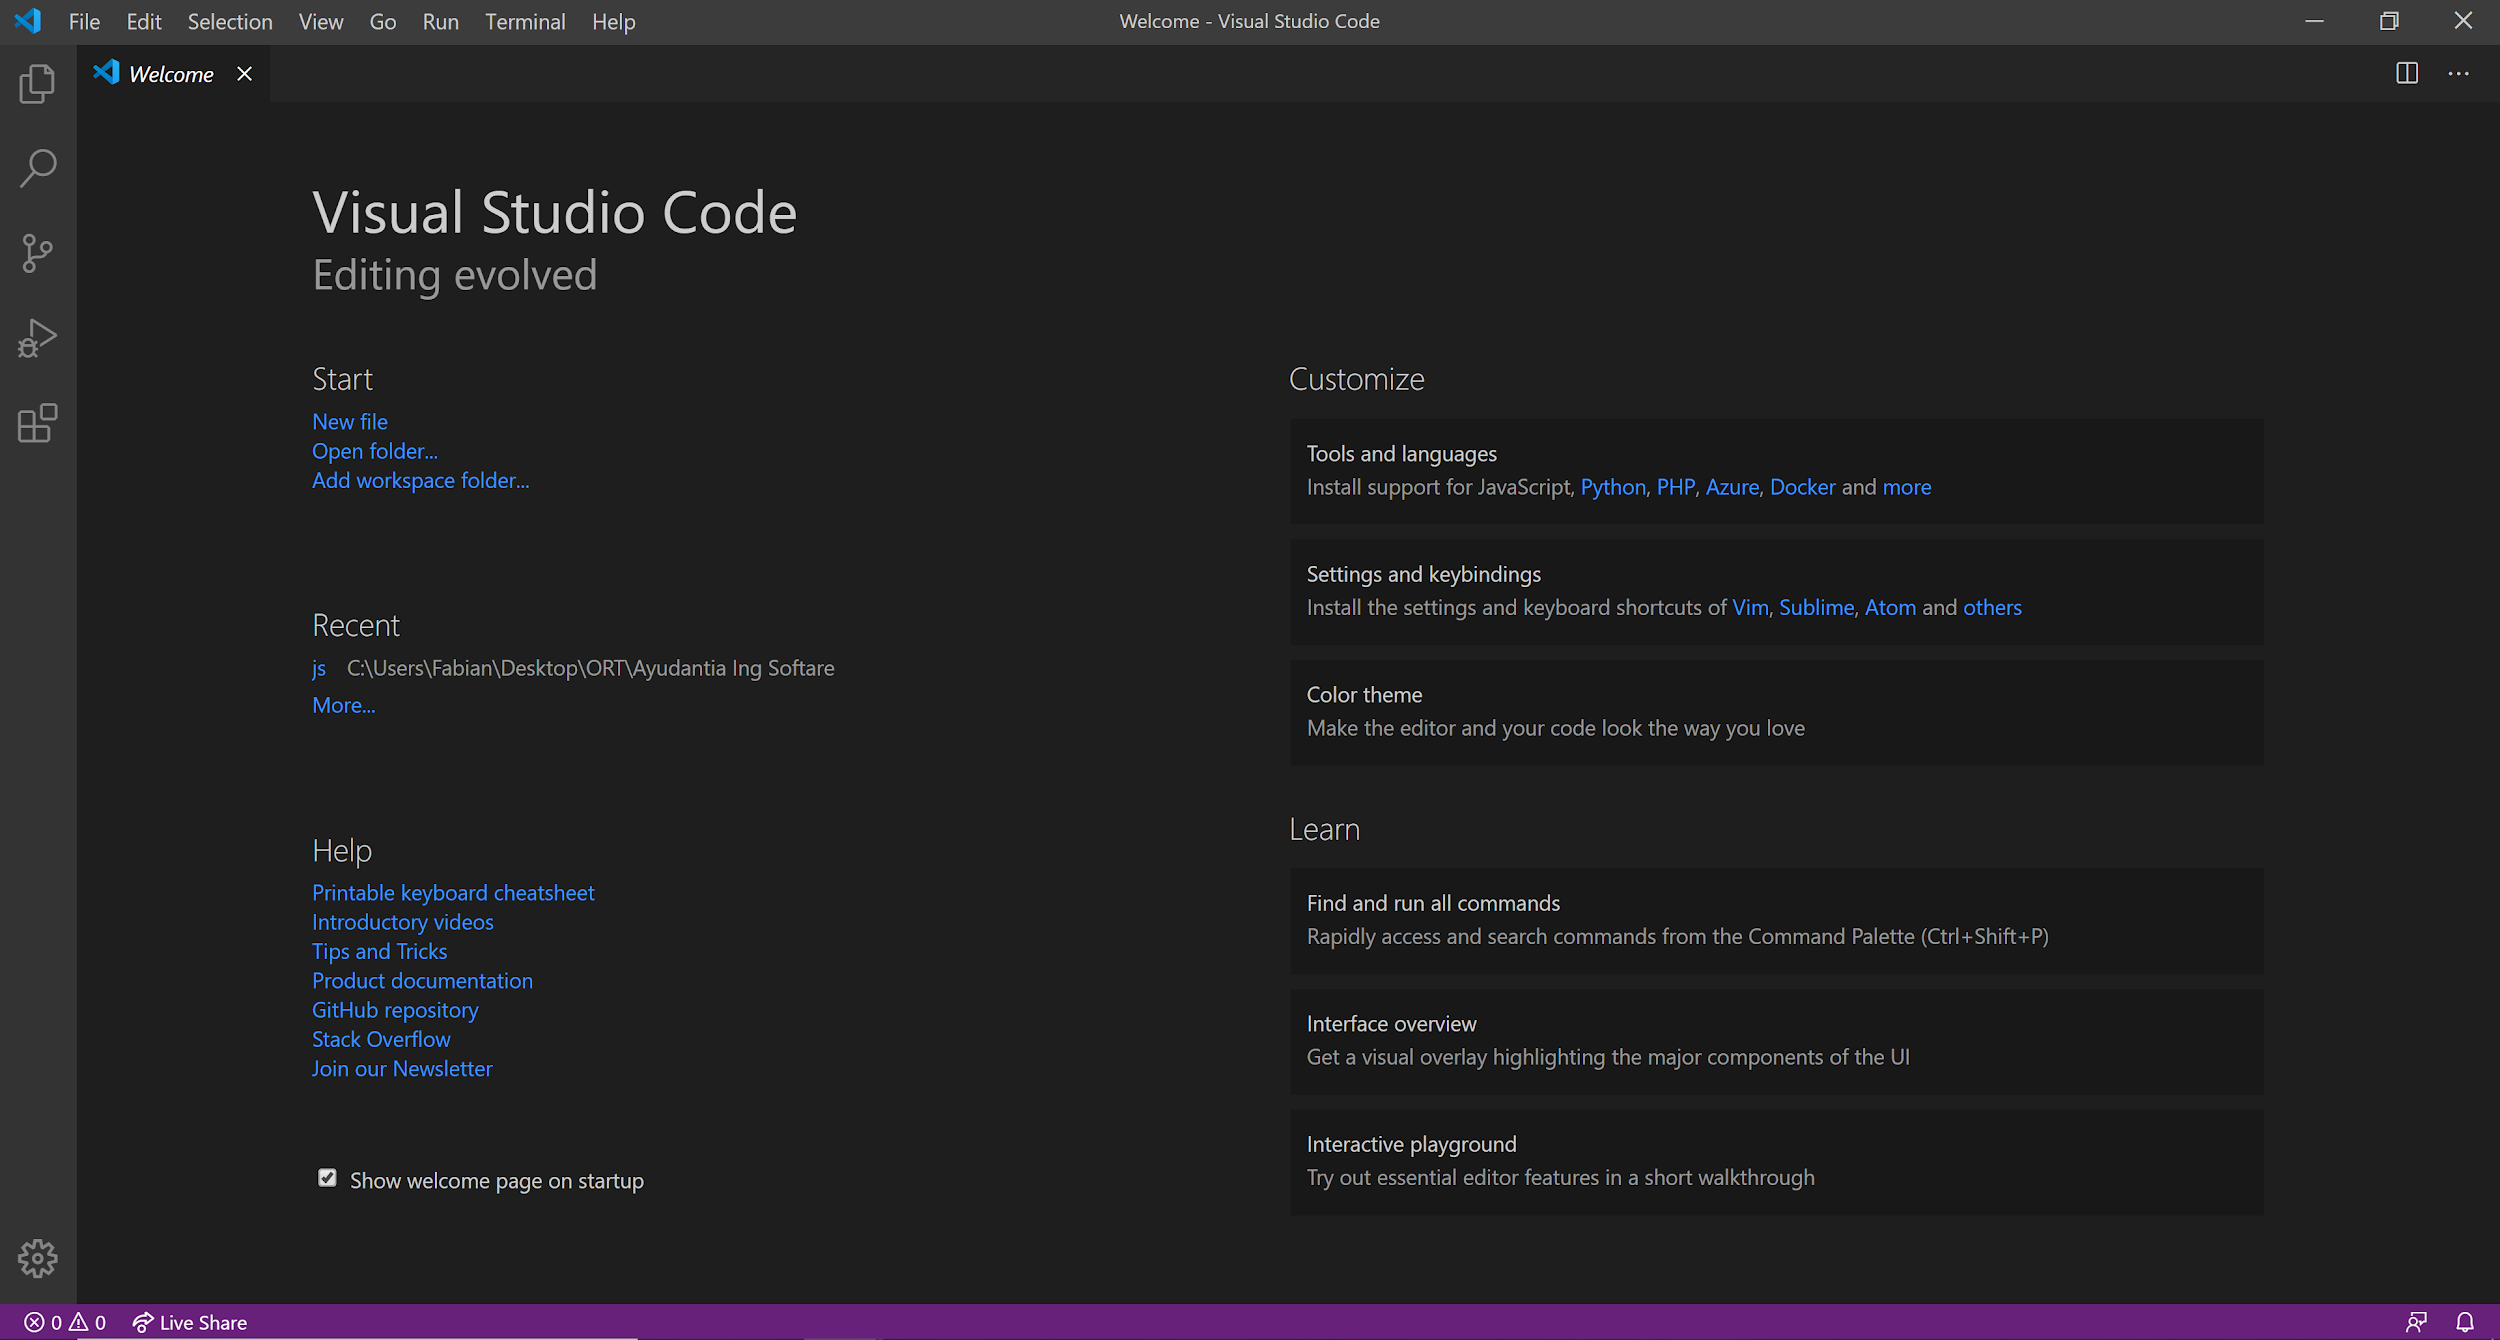 File Edit Selection View Go Run Terminal Help
Welcome - Visual Studio Code
Welcome
Visual Studio Code
Editing evolved
Start
New file
Open folder...
Add workspace folder...
Recent
js C:\Users\Fabian\Desktop\ORT\Ayudantia Ing Softare
More...
Help
Printable keyboard cheatsheet
Introductory videos
Tips and Tricks
Product documentation
GitHub repository
Stack Overflow
Join our Newsletter
Show welcome page on startup
Customize
Tools and languages
Install support for JavaScript, Python, PHP, Azure, Docker and more
Settings and keybindings
Install the settings and keyboard shortcuts of Vim, Sublime, Atom and others
Color theme
Make the editor and your code look the way you love
Learn
Find and run all commands
Rapidly access and search commands from the Command Palette (Ctrl+Shift+P)
Interface overview
Get a visual overlay highlighting the major components of the UI
Interactive playground
Try out essential editor features in a short walkthrough
0 0 Live Share